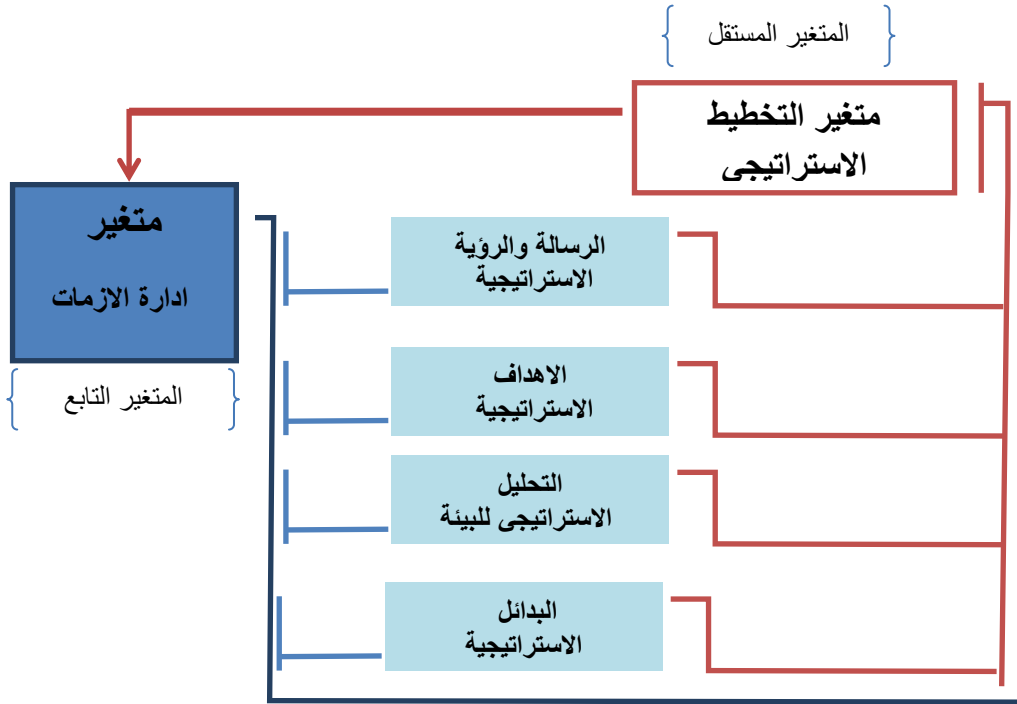 المتغير المستقل
متغير التخطيط
الاستراتيجى
متغير
ادارة الازمات
المتغير التابع
الرسالة والرؤية
الاستراتيجية
الاهداف
الاستراتيجية
التحليل
الاستراتيجى للبيئة
البدائل
الاستراتيجية